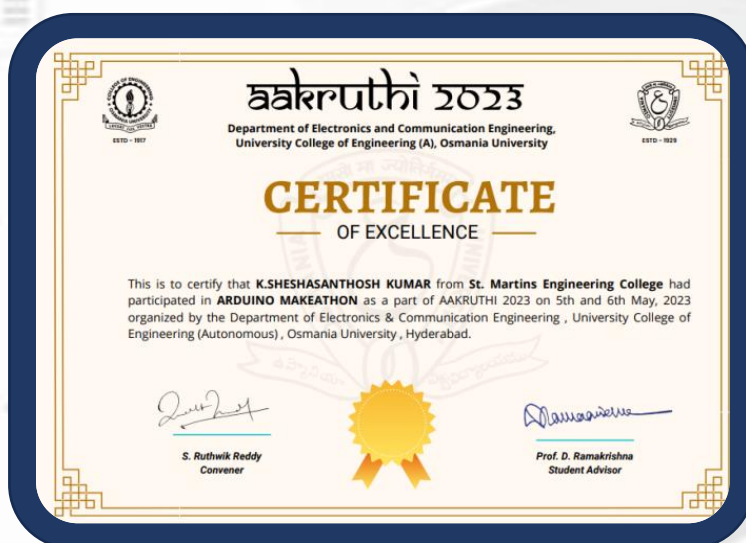 aakruthi 2023
Department of Electronics and Communication Engineering,
University College of Engineering (A), Osmania University
ESTD – 1917
ESTD – 1929
CERTIFICATE
OF EXCELLENCE
This is to certify that K.SHESHASANTHOSH KUMAR from St. Martins Engineering College had
participated in ARDUINO MAKEATHON as a part of AAKRUTHI 2023 on 5th and 6th May, 2023
organized by the Department of Electronics & Communication Engineering , University College of
Engineering (Autonomous) , Osmania University , Hyderabad.
S. Ruthwik Reddy
Convener
Prof. D. Ramakrishna
Student Advisor